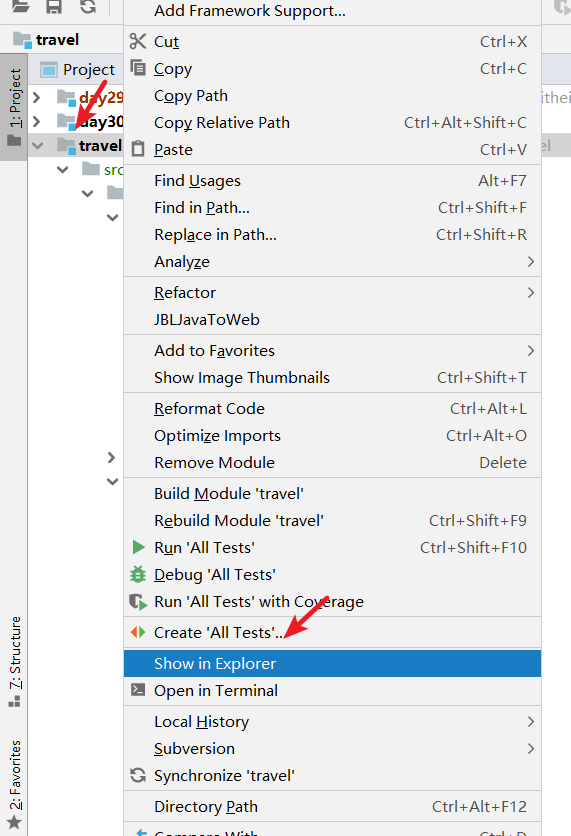 Add Framework Support...
travel
Cut Ctrl+X
Project
Copy Ctrl+C
1: Project
day29
Copy Path
itheim
day30
Copy Relative Path Ctrl+Alt+Shift+C
travel
Paste Ctrl+V
src
Find Usages Alt+F7
Find in Path... Ctrl+Shift+F
Replace in Path... Ctrl+Shift+R
Analyze
Refactor
JBLJavaToWeb
Add to Favorites
Show Image Thumbnails Ctrl+Shift+T
Reformat Code Ctrl+Alt+L
Optimize Imports Ctrl+Alt+O
Remove Module Delete
Build Module 'travel'
Rebuild Module 'travel' Ctrl+Shift+F9
Run 'All Tests' Ctrl+Shift+F10
Debug 'All Tests'
Run 'All Tests' with Coverage
Create 'All Tests'...
7: Structure
Show in Explorer
Open in Terminal
Local History
Subversion
Synchronize 'travel'
2: Favorites
Directory Path Ctrl+Alt+F12
Compare With... Ctrl+D